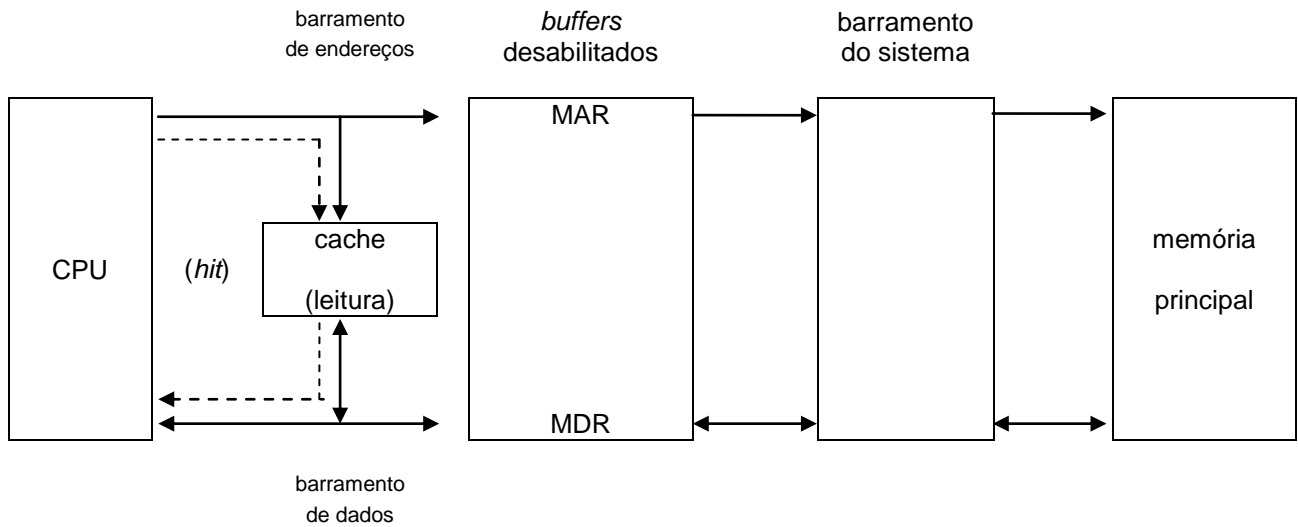 barramento
de endereços
buffers
desabilitados
barramento
do sistema
MAR
CPU
(hit)
cache
(leitura)
memória
principal
MDR
barramento
de dados